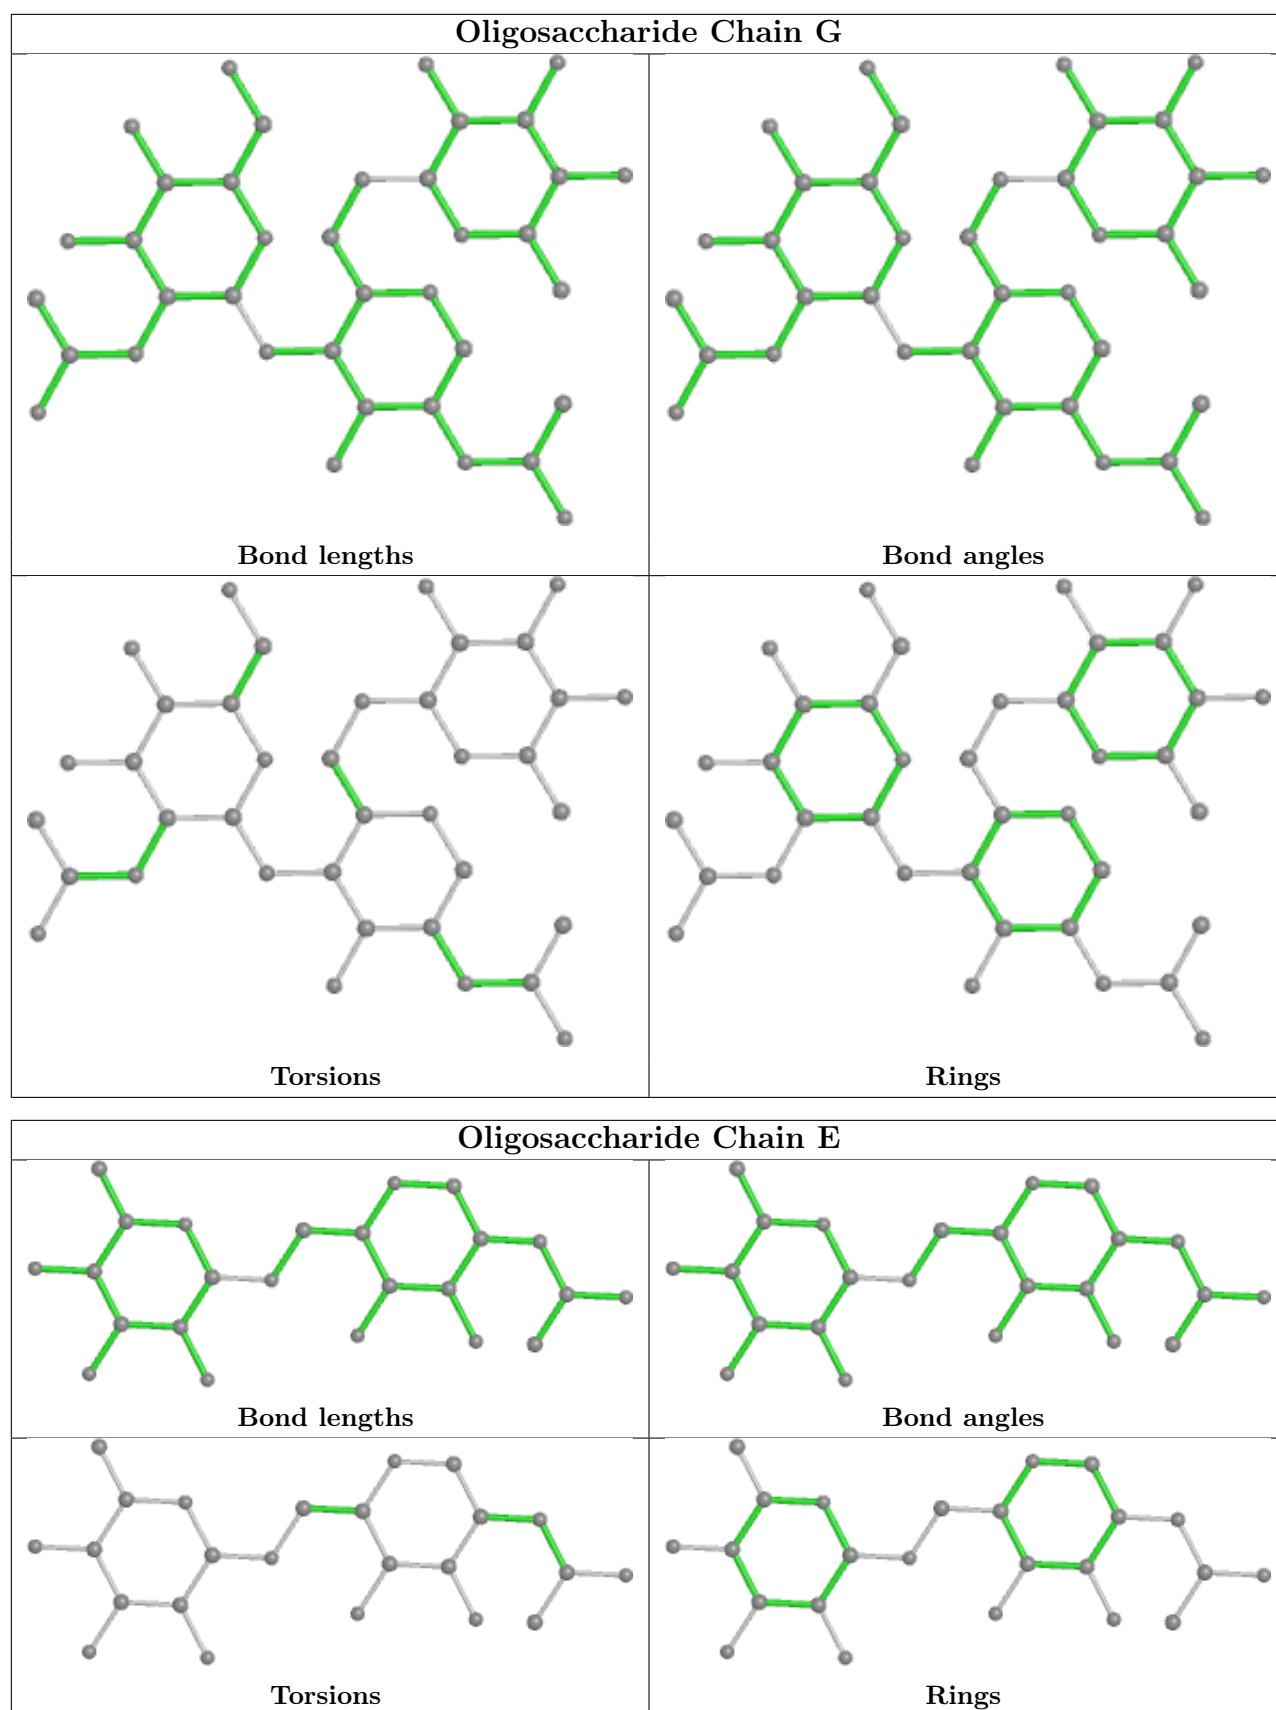 Oligosaccharide Chain G
Bond lengths
Bond angles
Torsions
Rings
Oligosaccharide Chain E
Bond lengths
Bond angles
Torsions
Rings